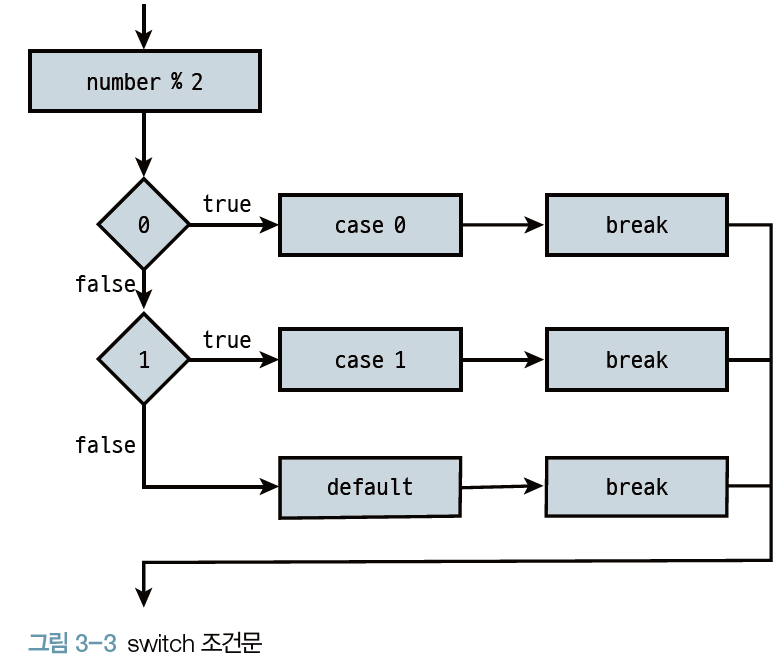 number % 2
0
true
case 0
break
false
1
true
case 1
break
false
default
break
그림 3-3 switch 조건문